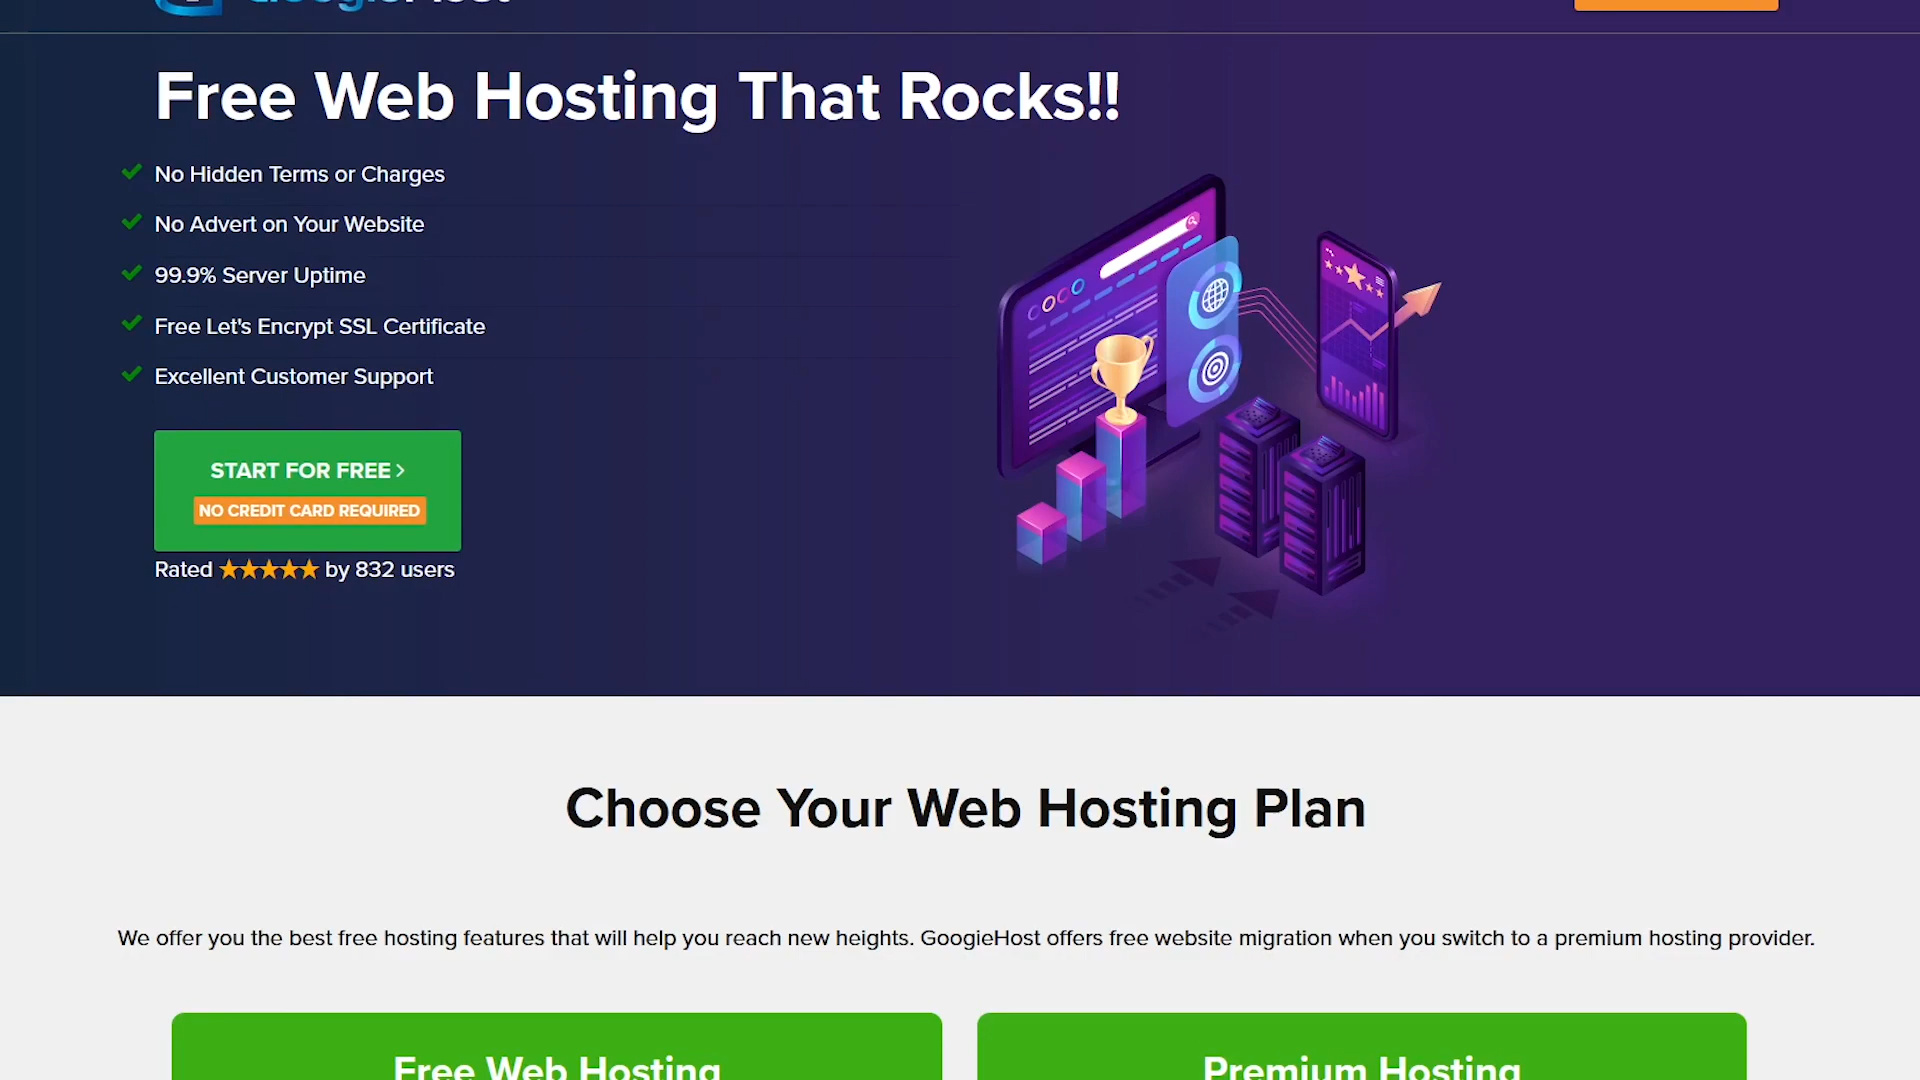 GoogieHost
Free Web Hosting That Rocks!!
No Hidden Terms or Charges
No Advert on Your Website
99.9% Server Uptime
Free Let's Encrypt SSL Certificate
Excellent Customer Support
START FOR FREE >
NO CREDIT CARD REQUIRED
Rated ★★★★★ by 832 users
Choose Your Web Hosting Plan
We offer you the best free hosting features that will help you reach new heights. GoogieHost offers free website migration when you switch to a premium hosting provider.
Free Web Hosting
Premium Hosting